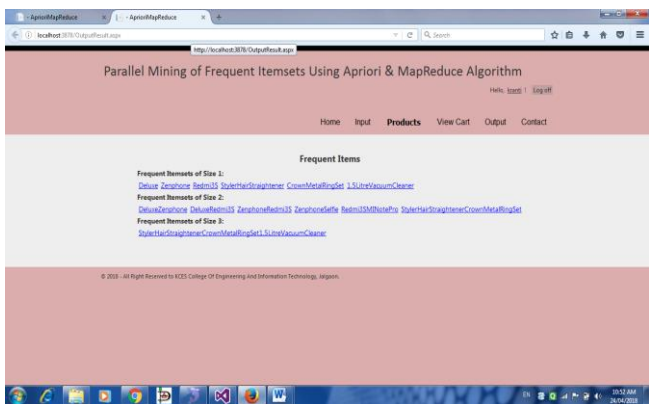 - AprioriMapReduce
- AprioriMapReduce
localhost:3878/OutputResult.aspx
Search
http://localhost:3878/OutputResult.aspx
Parallel Mining of Frequent Itemsets Using Apriori & MapReduce Algorithm
Hello, ! Log off
Home Input Products View Cart Output Contact
Frequent Items
Frequent Itemsets of Size 1:
Deluxe Zenphone Redmi3S StylerHairStraightener CrownMetalRingSet 1.5LitreVacuumCleaner
Frequent Itemsets of Size 2:
DeluxeZenphone DeluxeRedmi3S ZenphoneRedmi3S ZenphoneSelfie Redmi3SMINotePro StylerHairStraightenerCrownMetalRingSet
Frequent Itemsets of Size 3:
StylerHairStraightenerCrownMetalRingSet1.5LitreVacuumCleaner
© 2018 - All Right Reserved to KCES College Of Engineering And Information Technology, Jalgaon.
EN 10:52 AM
24/04/2018